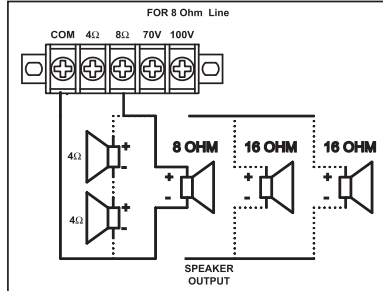 FOR 8 Ohm Line
COM 4Ω 8Ω 70V 100V
4Ω + -
4Ω + -
8 OHM
+ -
16 OHM
+ -
16 OHM
+ -
SPEAKER
OUTPUT